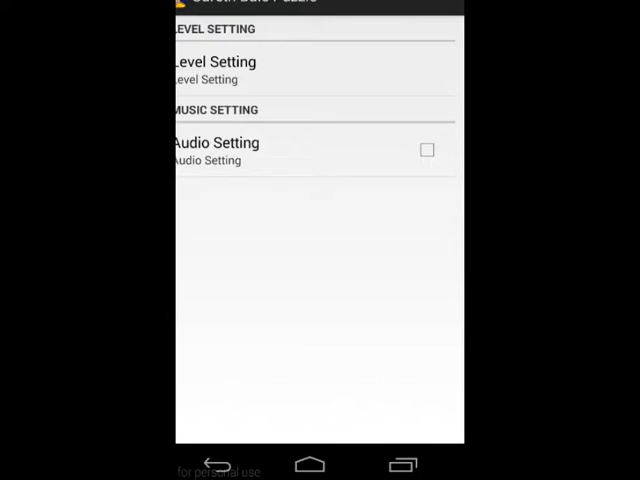 LEVEL SETTING
Level Setting
Level Setting
MUSIC SETTING
Audio Setting
Audio Setting
for personal use